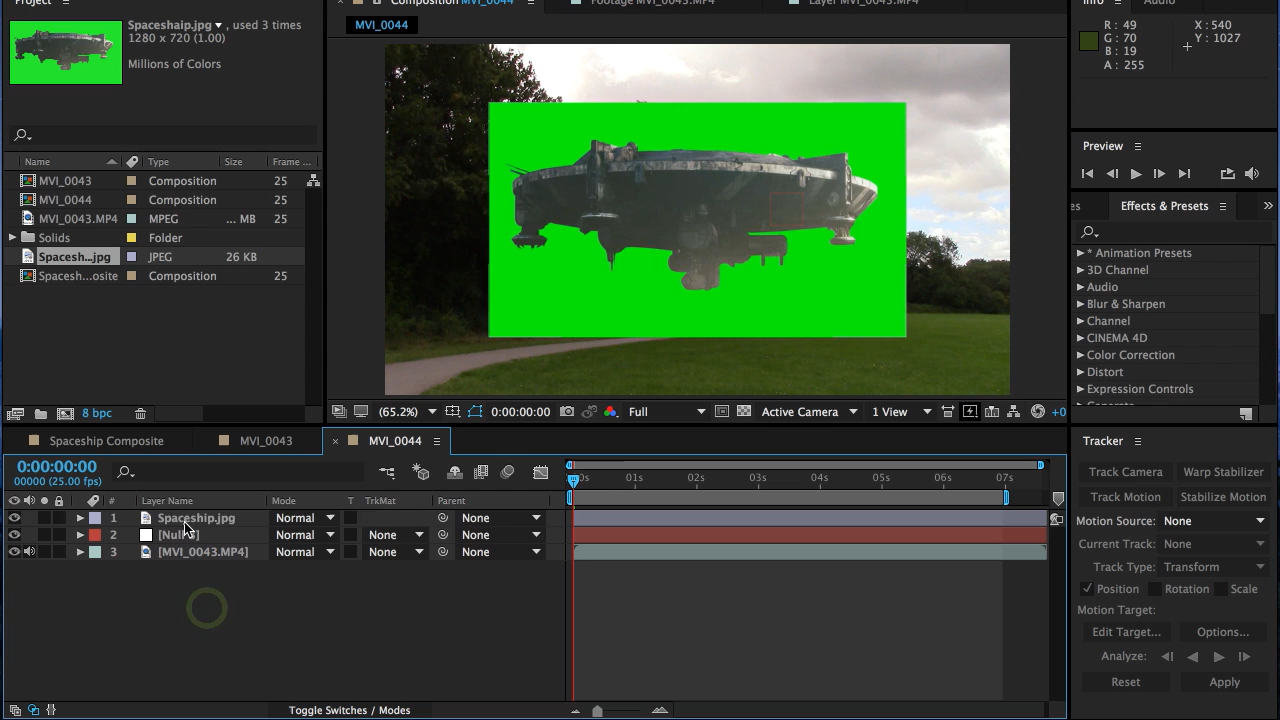 Project
Spaceshaip.jpg , used 3 times
1280 x 720 (1.00)
Millions of Colors
Name Type Size Frame ...
MVI_0043 Composition 25
MVI_0044 Composition 25
MVI_0043.MP4 MPEG ... MB 25
Solids Folder
Spacesh...jpg JPEG 26 KB
Spacesh...osite Composition 25
8 bpc
Composition MVI_0044
Footage MVI_0043.MP4
Layer MVI_0043.MP4
MVI_0044
(65.2%) 0:00:00:00 Full Active Camera 1 View +0
Info Audio
R : 49 X : 540
G : 70 Y : 1027
B : 19
A : 255
Preview
es Effects & Presets
* Animation Presets
3D Channel
Audio
Blur & Sharpen
Channel
CINEMA 4D
Color Correction
Distort
Expression Controls
Spaceship Composite MVI_0043 MVI_0044
0:00:00:00
00000 (25.00 fps)
# Layer Name Mode T TrkMat Parent
1 Spaceship.jpg Normal None
2 Normal None None
3 [MVI_0043.MP4] Normal None None
01s 02s 03s 04s 05s 06s 07s
Toggle Switches / Modes
Tracker
Track Camera Warp Stabilizer
Track Motion Stabilize Motion
Motion Source: None
Current Track: None
Track Type: Transform
Position Rotation Scale
Motion Target:
Edit Target... Options...
Analyze:
Reset Apply